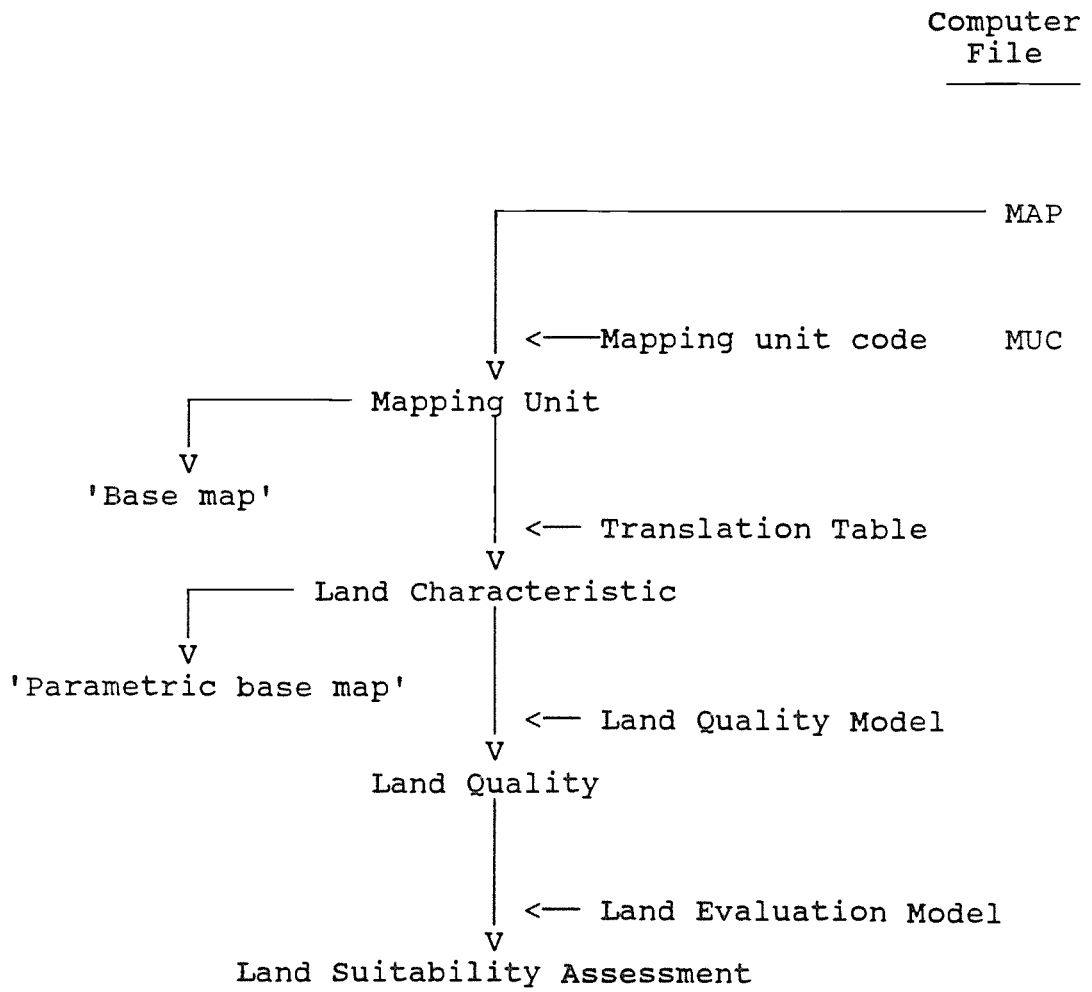 Computer
File
MAP
<——Mapping unit code MUC
V
Mapping Unit
V
'Base map'
<— Translation Table
V
Land Characteristic
V
'Parametric base map'
<— Land Quality Model
V
Land Quality
<— Land Evaluation Model
V
Land Suitability Assessment